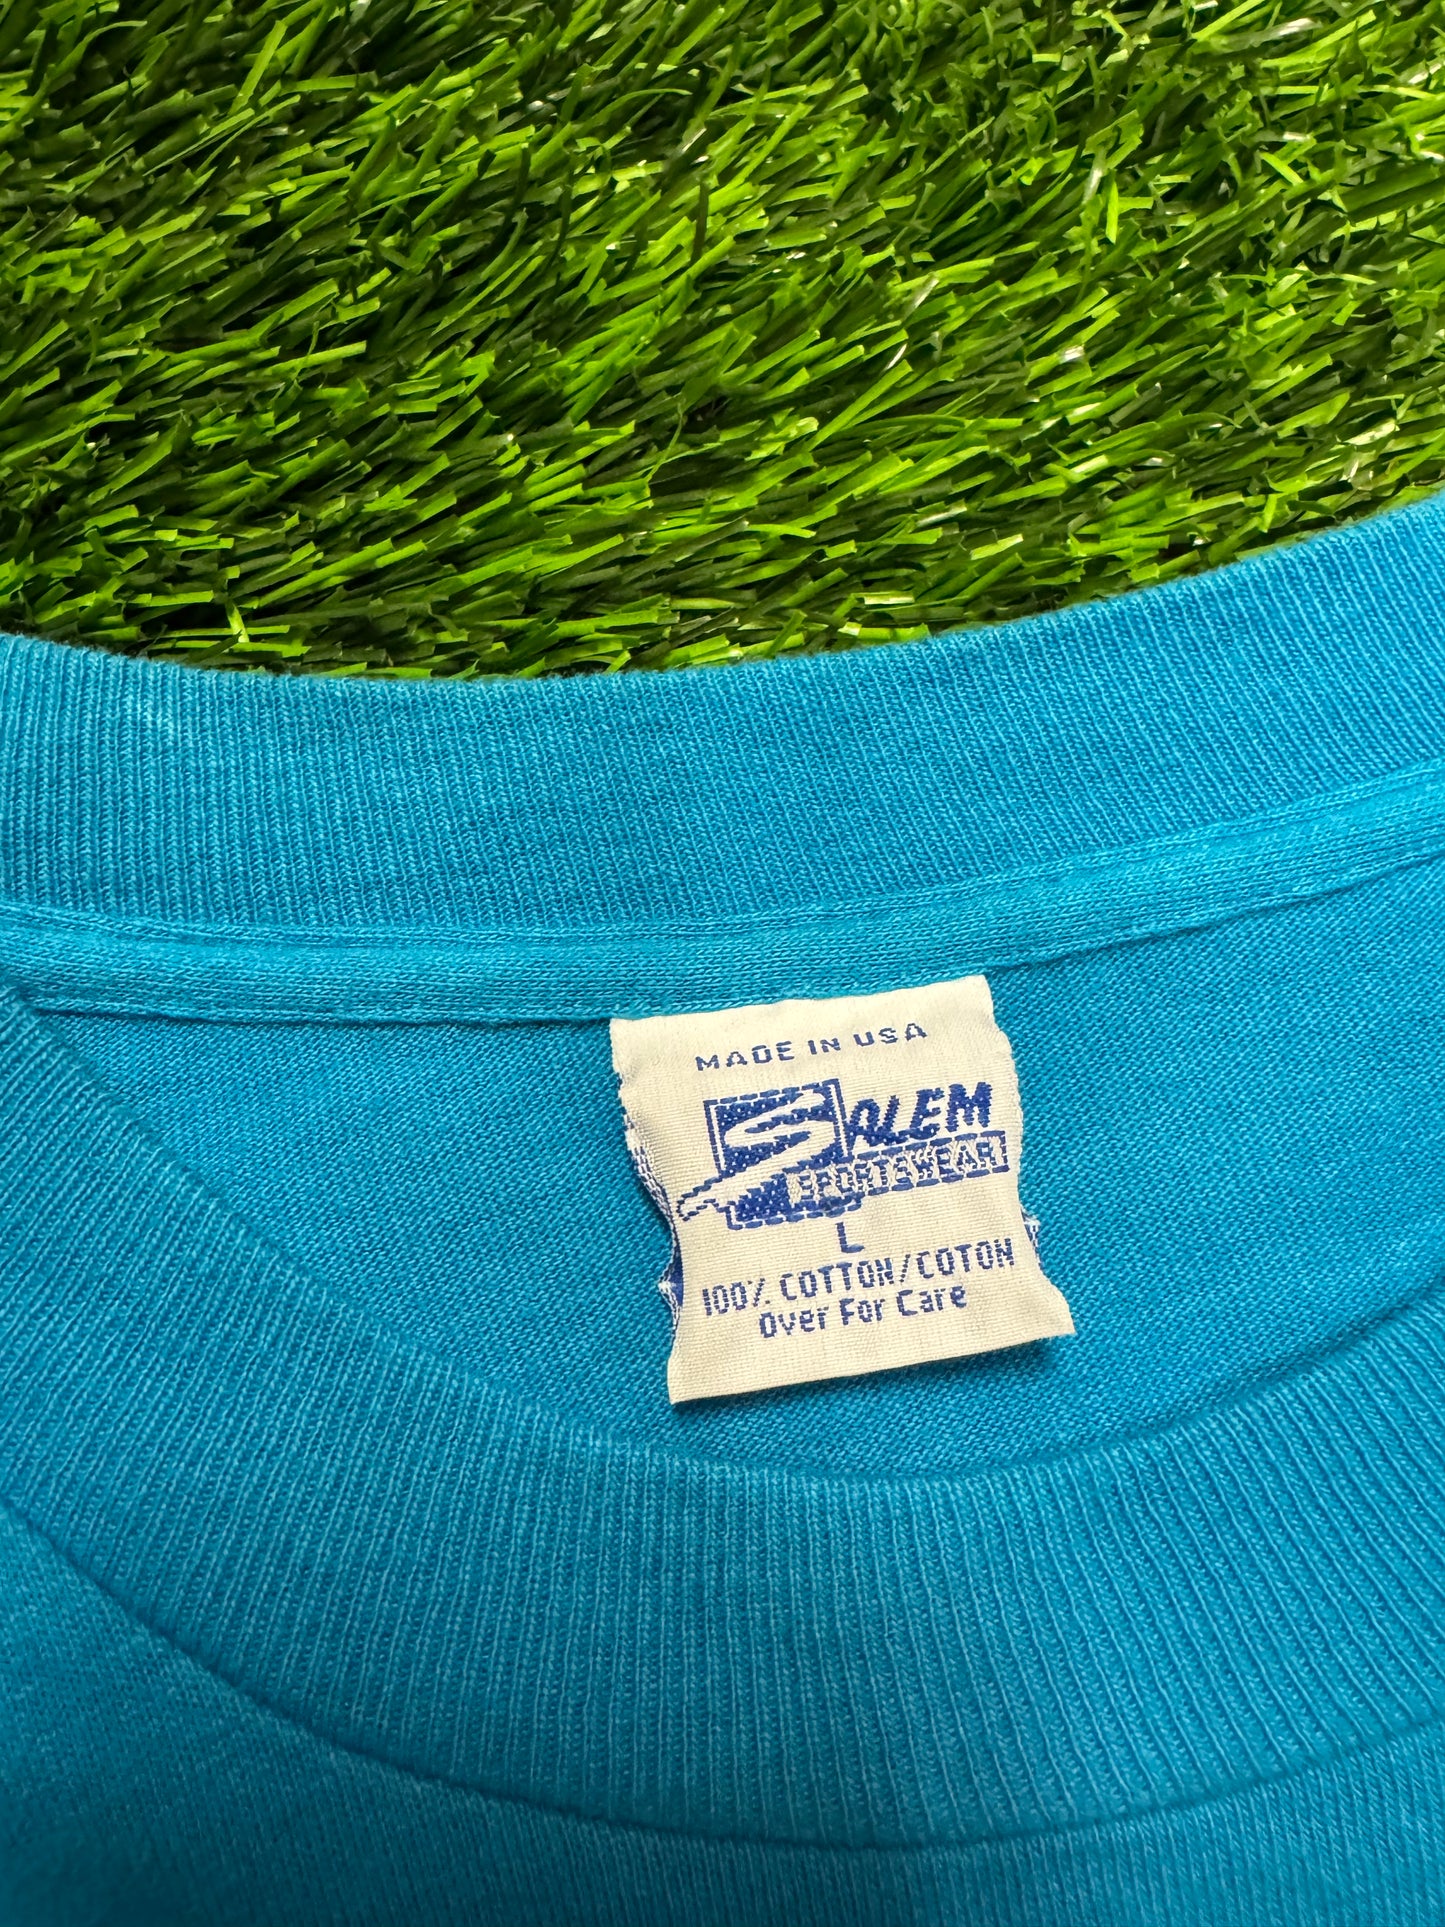 MADE IN USA
SALEM
SPORTSWEAR
L
100% COTTON/COTON
Over For Care